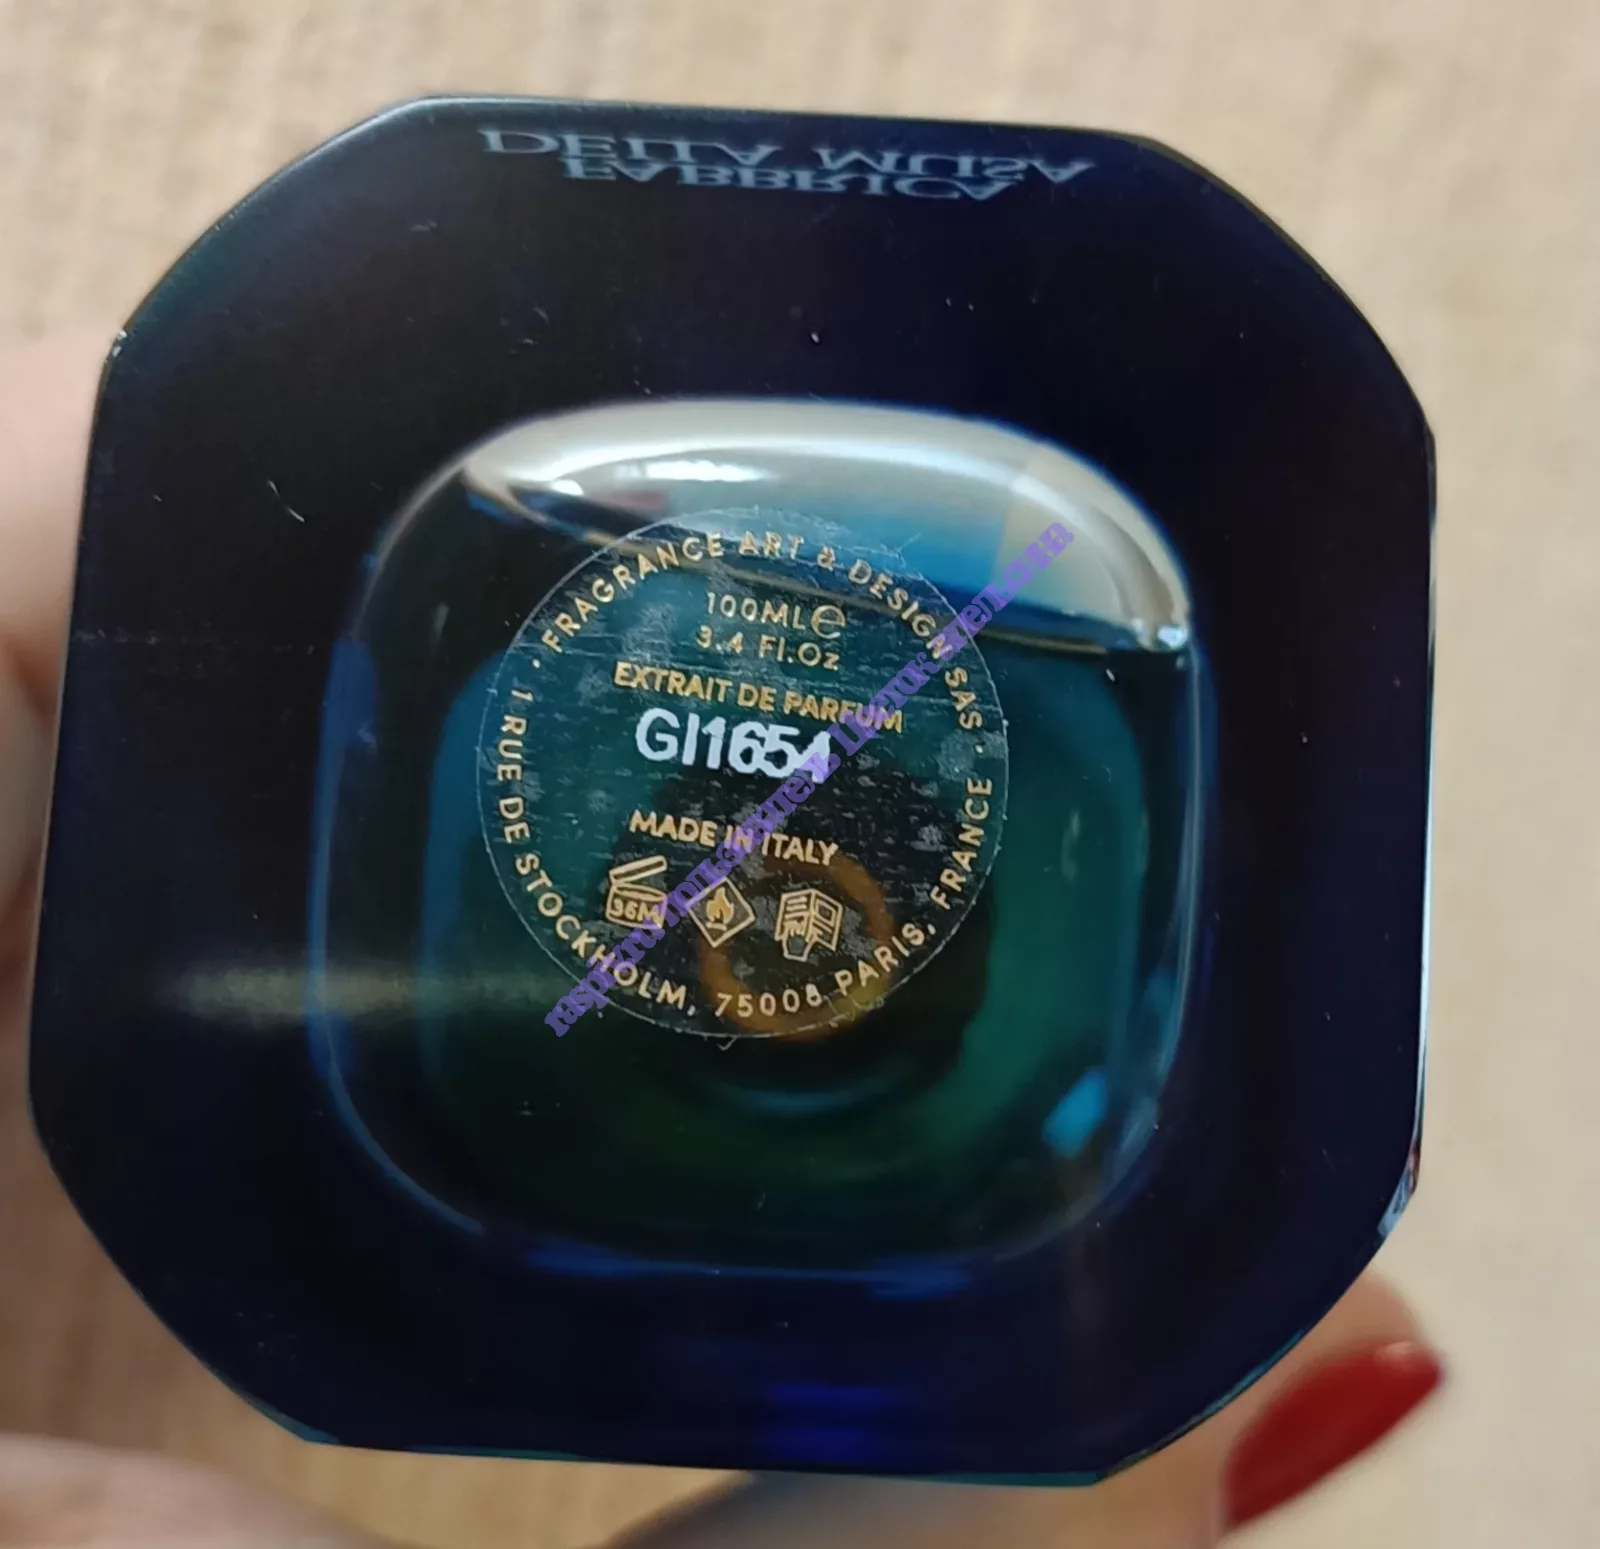 FABBRICA
DELLA MUSA
· FRAGRANCE ART & DESIGN SAS ·
1 RUE DE STOCKHOLM, 75008 PARIS, FRANCE
100ML e
3.4 Fl.Oz
EXTRAIT DE PARFUM
GI1654
MADE IN ITALY
36M